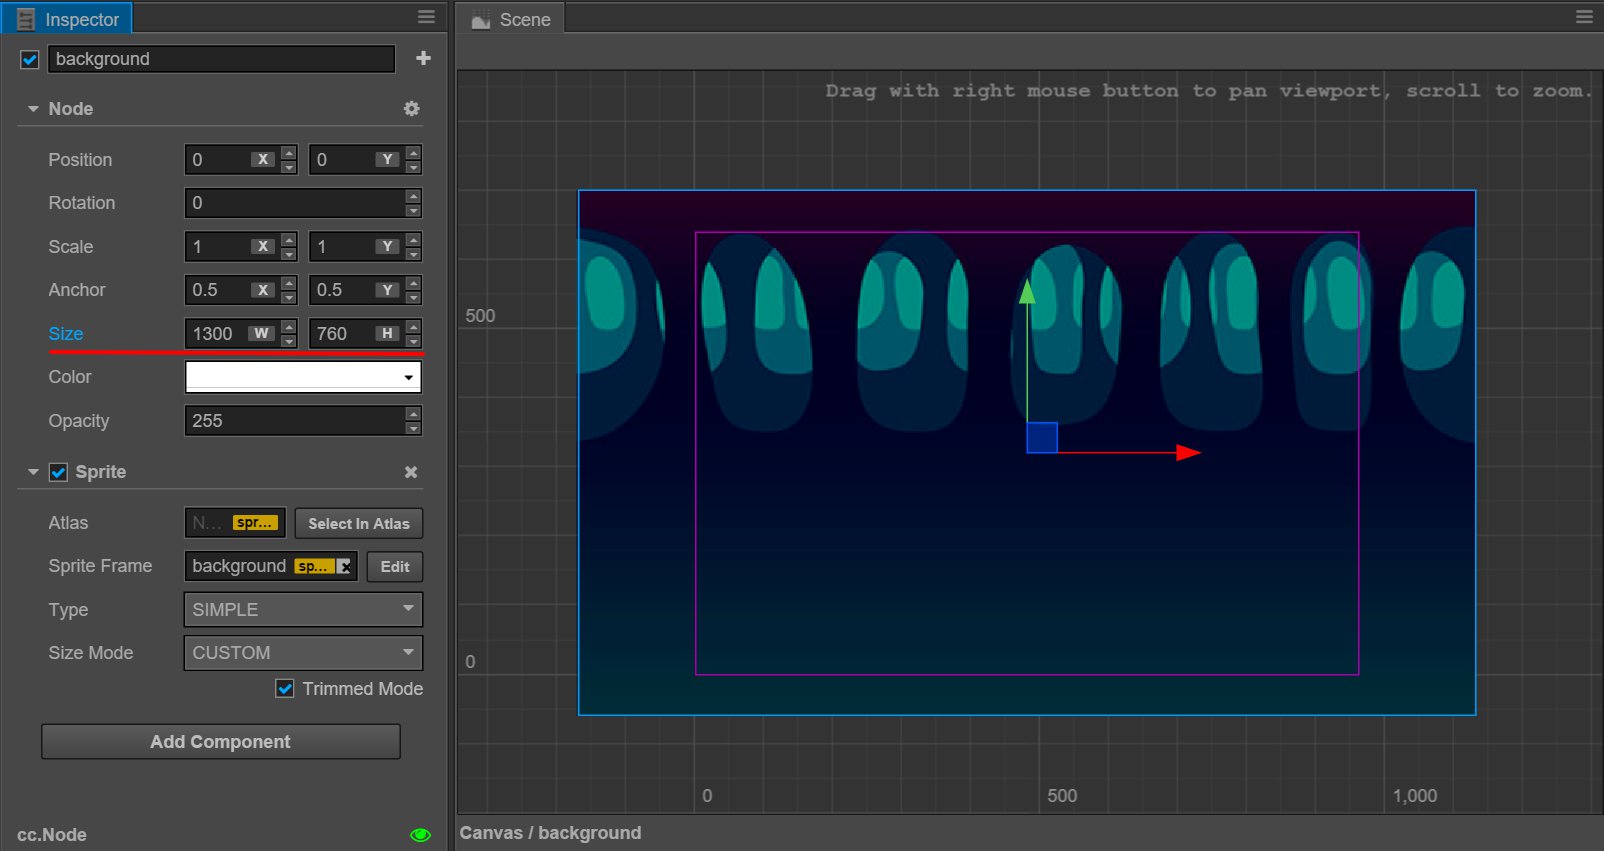 Inspector
background
Node
Position 0 X 0 Y
Rotation 0
Scale 1 X 1 Y
Anchor 0.5 X 0.5 Y
Size 1300 W 760 H
Color
Opacity 255
Sprite
Atlas N... spr... Select In Atlas
Sprite Frame background sp... Edit
Type SIMPLE
Size Mode CUSTOM
Trimmed Mode
Add Component
cc.Node
Scene
Drag with right mouse button to pan viewport, scroll to zoom.
500
0
0 500 1,000
Canvas / background